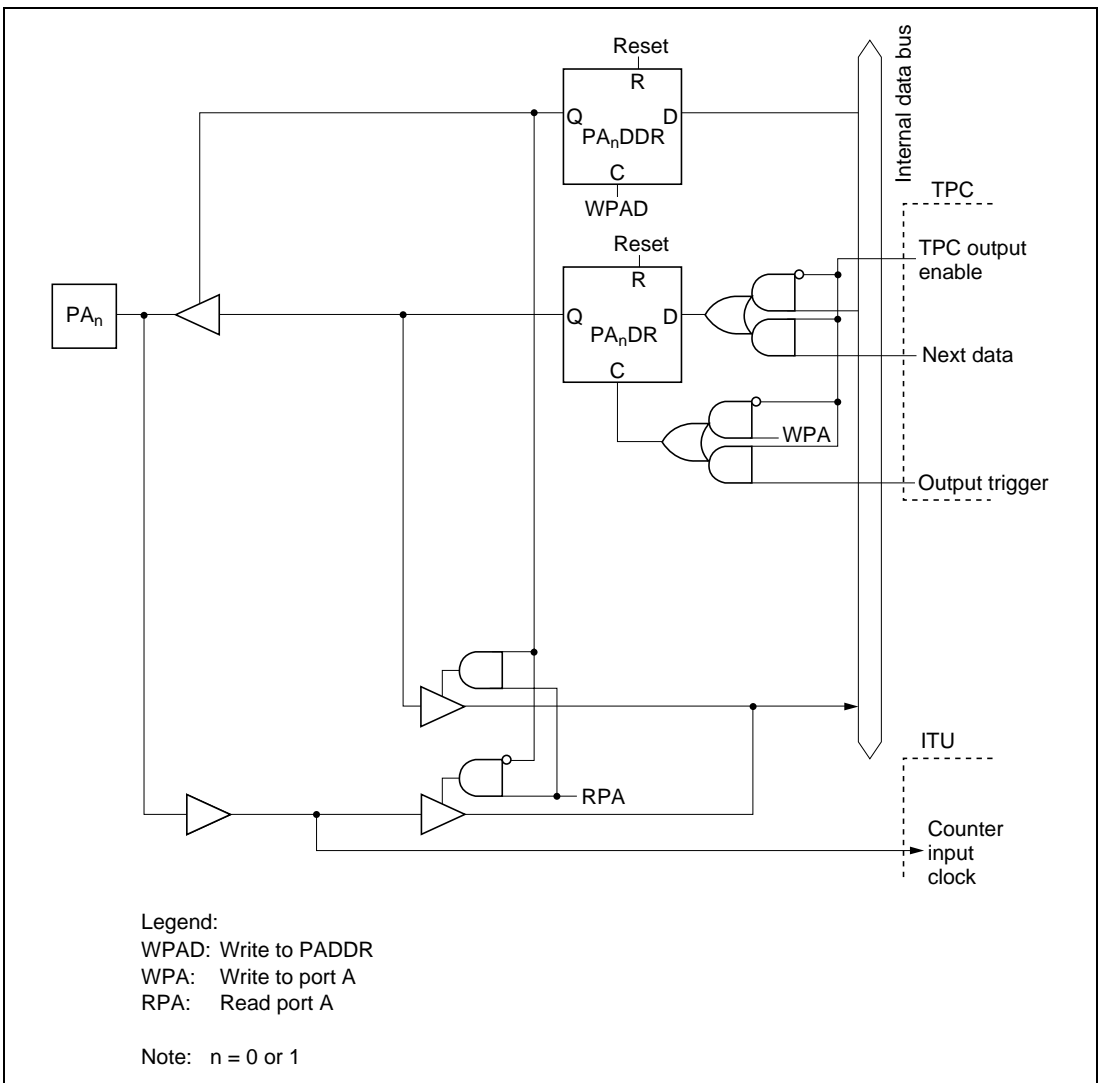 Reset
R
Q
D
PAnDDR
C
WPAD
Internal data bus
TPC
Reset
R
TPC output
enable
PAn
Q
D
PAnDR
C
Next data
WPA
Output trigger
RPA
ITU
Counter
input
clock
Legend:
WPAD: Write to PADDR
WPA: Write to port A
RPA: Read port A
Note: n = 0 or 1